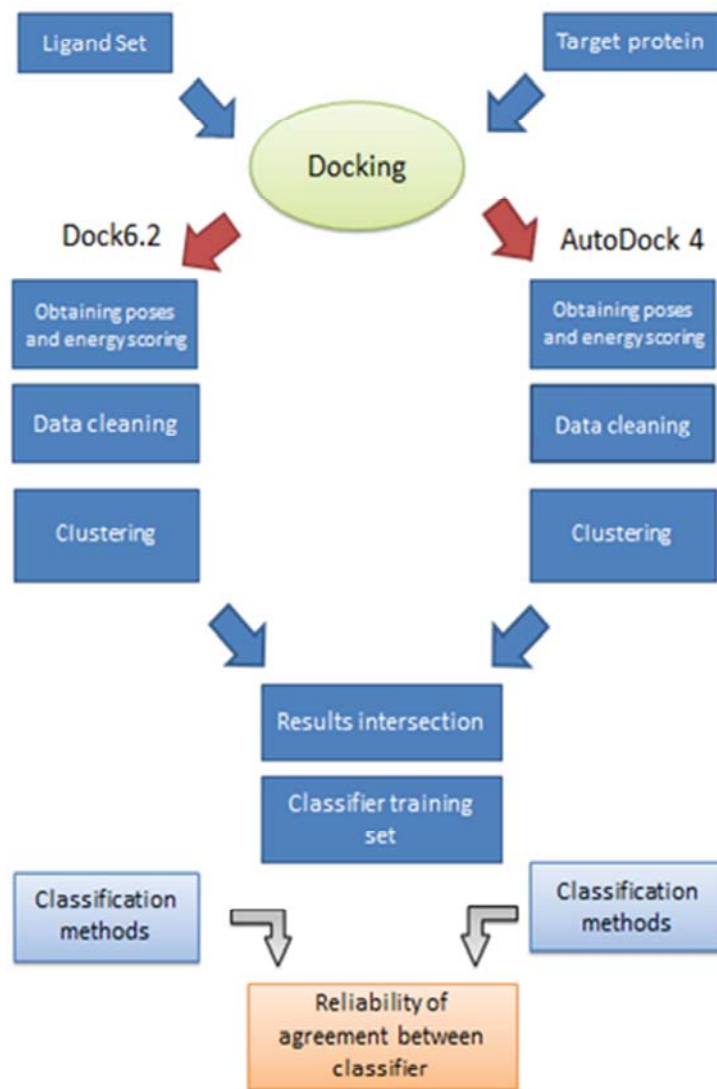 Ligand Set
Target protein
Docking
Dock6.2
AutoDock 4
Obtaining poses
and energy scoring
Obtaining poses
and energy scoring
Data cleaning
Data cleaning
Clustering
Clustering
Results intersection
Classifier training
set
Classification
methods
Classification
methods
Reliability of
agreement between
classifier